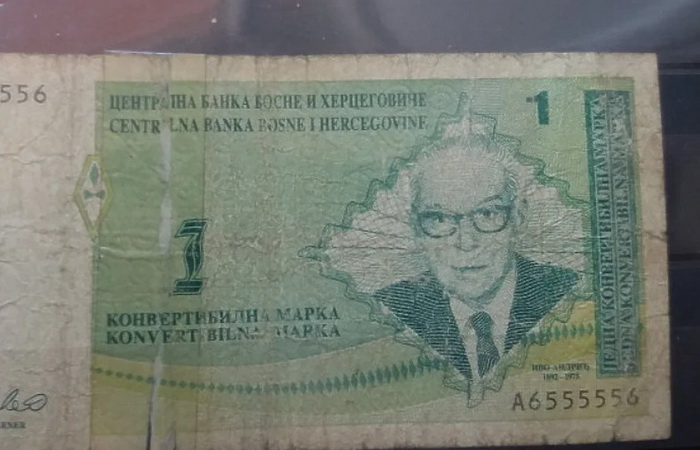 556
ЦЕНТРАЛНА БАНКА БОСНЕ И ХЕРЦЕГОВИНЕ
CENTRALNA BANKA BOSNE I HERCEGOVINE
1
1
КОНВЕРТИБИЛНА МАРКА
KONVERTIBILNA MARKA
ИВО АНДРИЋ
1892 - 1975
A6555556
ЈЕДНА КОНВЕРТИБИЛНА МАРКА
JEDNA KONVERTIBILNA MARKA